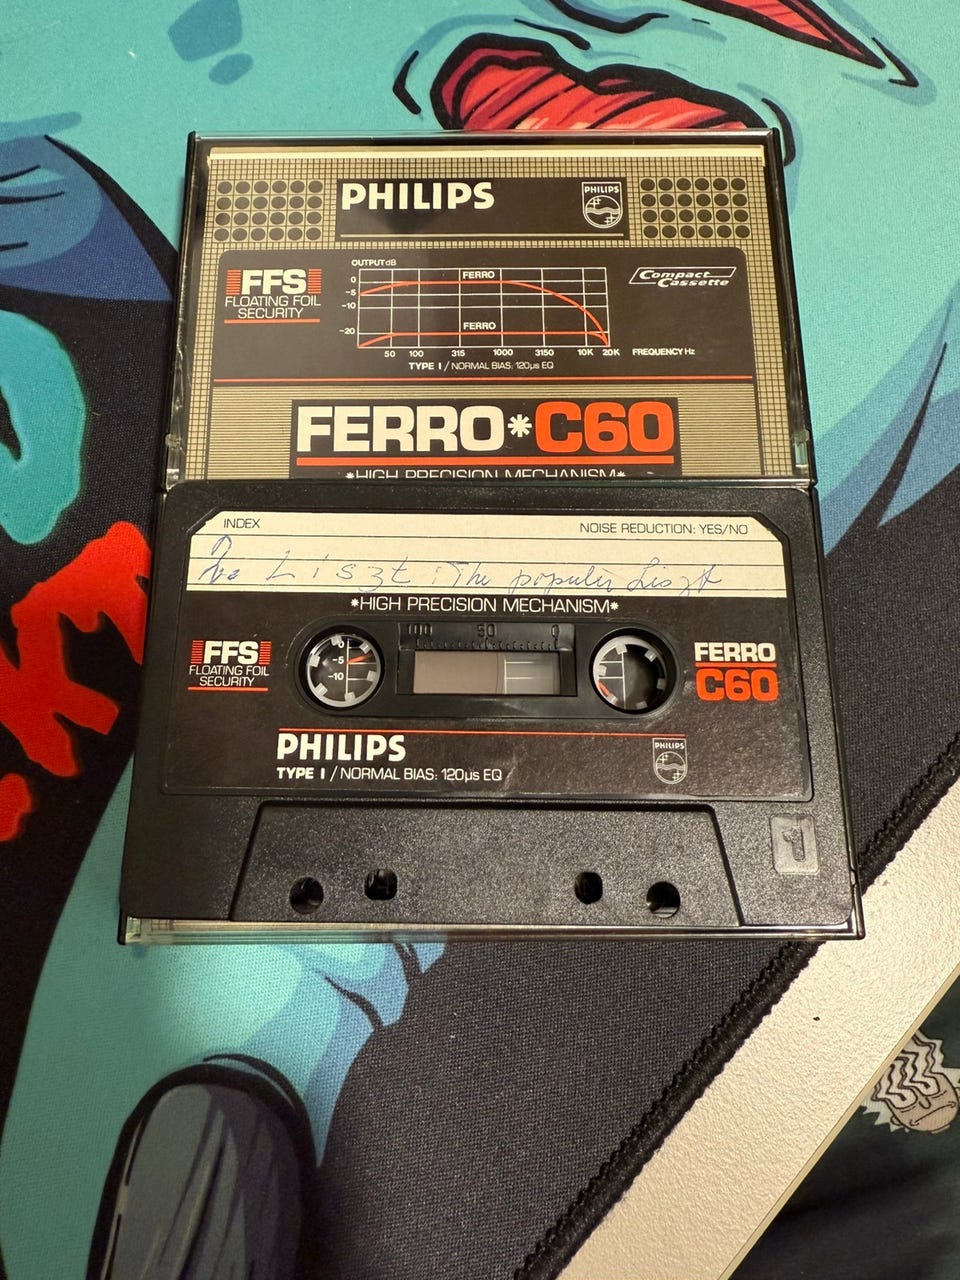 PHILIPS
PHILIPS
OUTPUT dB
FFS
FLOATING FOIL
SECURITY
0
-5
-10
-20
FERRO
FERRO
50 100 315 1000 3150 10K 20K FREQUENCY Hz
TYPE I / NORMAL BIAS: 120µs EQ
Compact
Cassette
FERRO*C60
*HIGH PRECISION MECHANISM*
INDEX
NOISE REDUCTION: YES/NO
Liszt : The populär Liszt
*HIGH PRECISION MECHANISM*
FFS
FLOATING FOIL
SECURITY
0
-5
-10
100 50 0
FERRO
C60
PHILIPS
TYPE I / NORMAL BIAS: 120µs EQ
PHILIPS
1